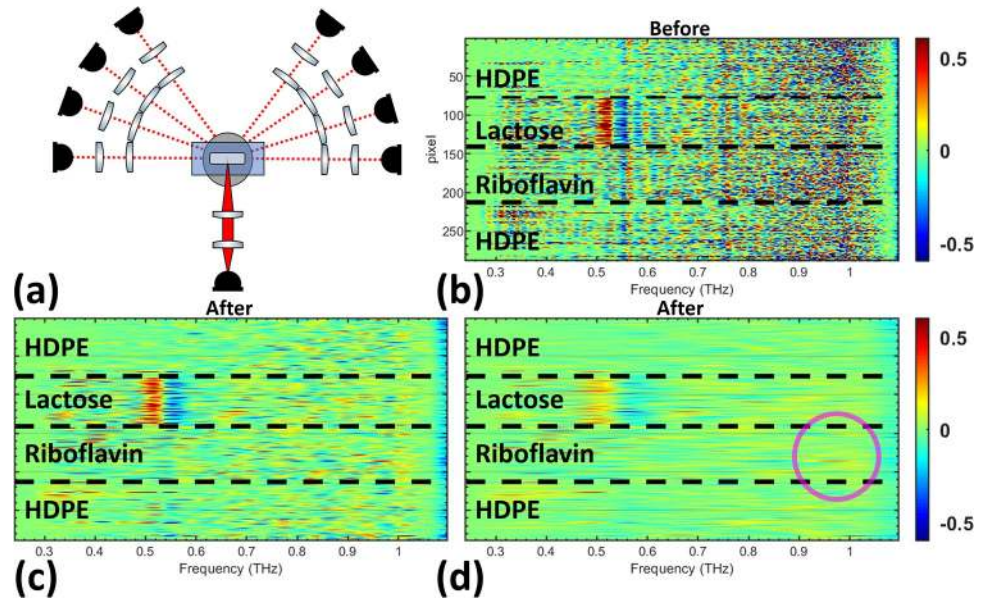 (a)
Before
HDPE
Lactose
Riboflavin
HDPE
pixel
50
100
150
200
250
0.3 0.4 0.5 0.6 0.7 0.8 0.9 1
Frequency (THz)
0.5
0
-0.5
(b)
After
HDPE
Lactose
Riboflavin
HDPE
0.3 0.4 0.5 0.6 0.7 0.8 0.9 1
Frequency (THz)
(c)
After
HDPE
Lactose
Riboflavin
HDPE
0.3 0.4 0.5 0.6 0.7 0.8 0.9 1
Frequency (THz)
0.5
0
-0.5
(d)